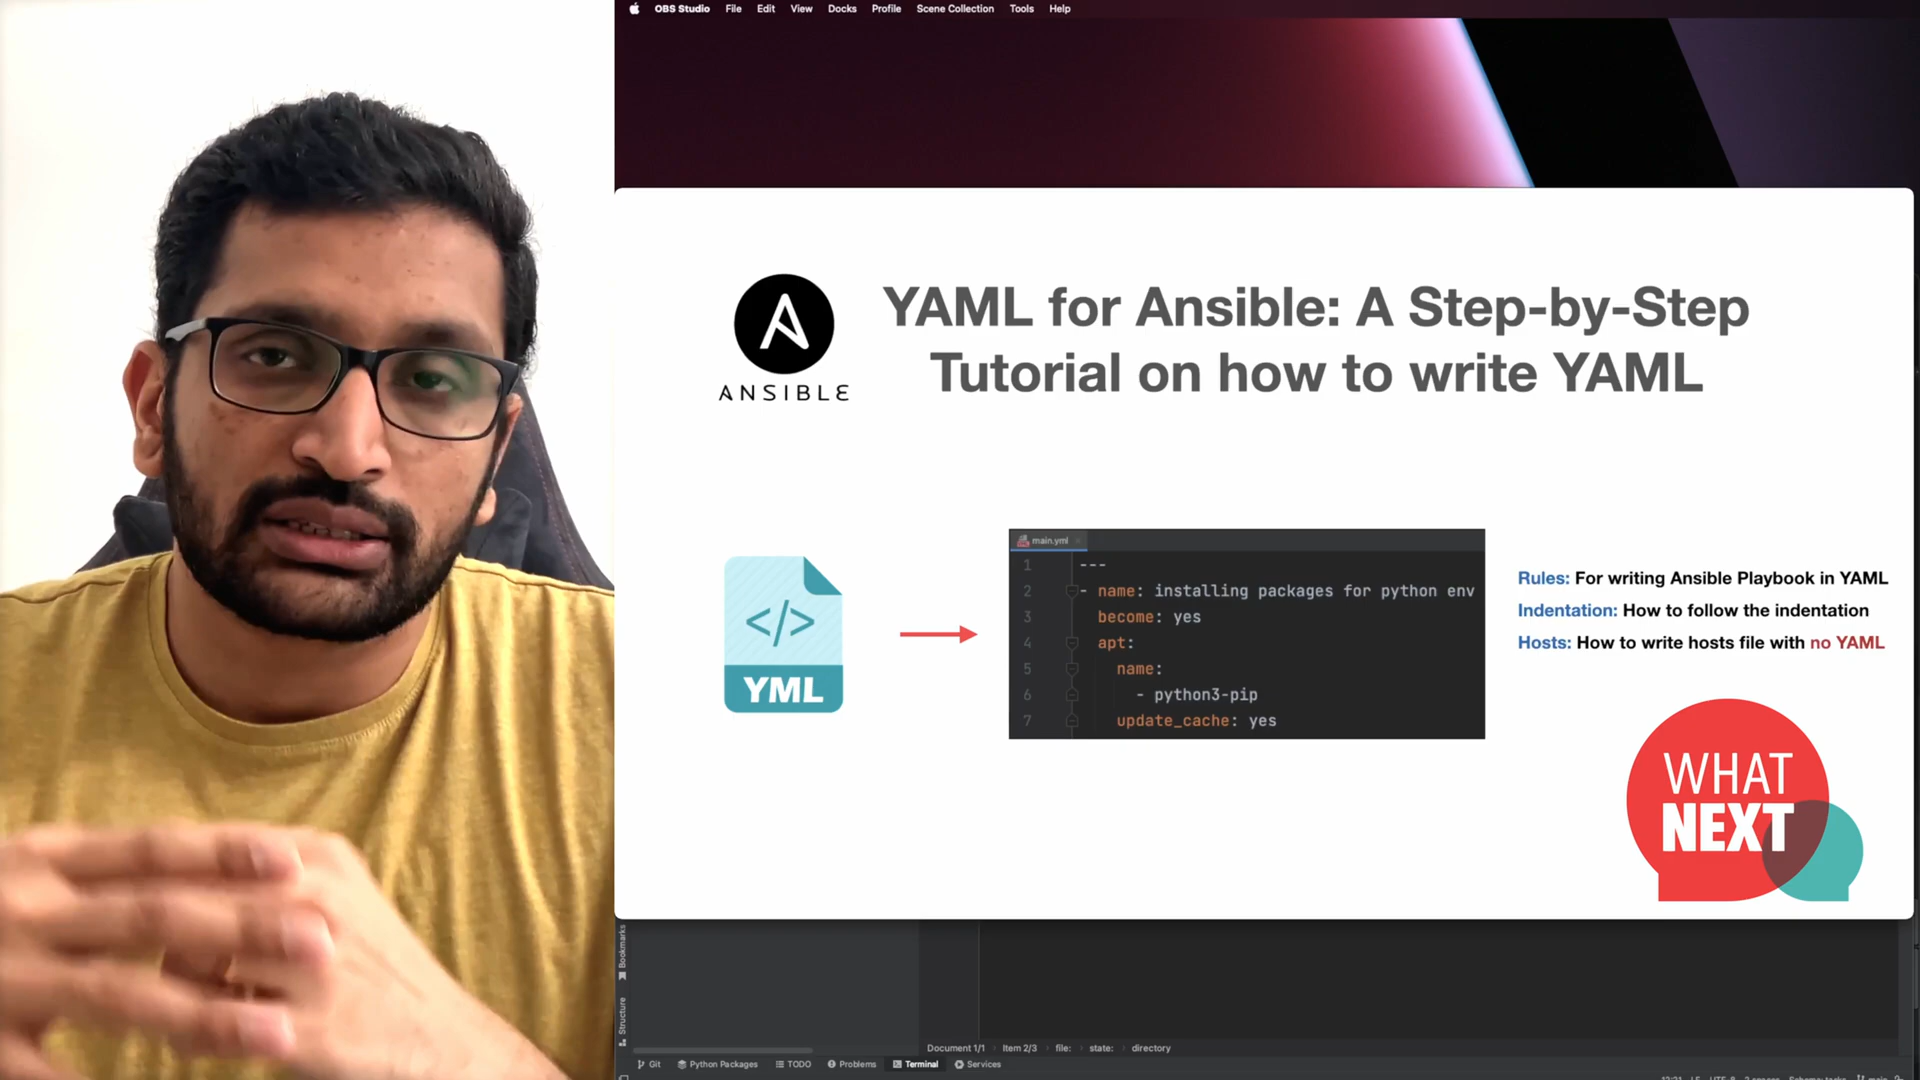 OBS Studio File Edit View Docks Profile Scene Collection Tools Help
ANSIBLE
YAML for Ansible: A Step-by-Step
Tutorial on how to write YAML
YML
main.yml
1 ---
2 - name: installing packages for python env
3 become: yes
4 apt:
5 name:
6 - python3-pip
7 update_cache: yes
Rules: For writing Ansible Playbook in YAML
Indentation: How to follow the indentation
Hosts: How to write hosts file with no YAML
WHAT
NEXT
Bookmarks
Structure
Document 1/1 Item 2/3 file: state: directory
Git Python Packages TODO Problems Terminal Services